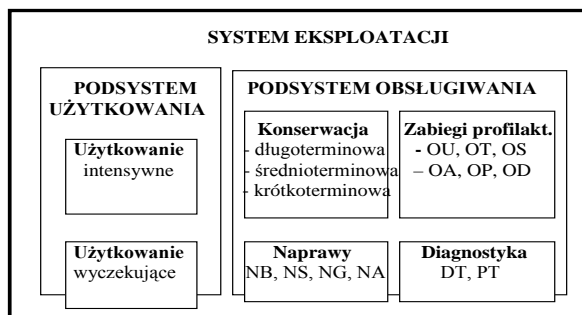 SYSTEM EKSPLOATACJI
PODSYSTEM
UŻYTKOWANIA
Użytkowanie
intensywne
Użytkowanie
wyczekujące
PODSYSTEM OBSŁUGIWANIA
Konserwacja
- długoterminowa
- średnioterminowa
- krótkoterminowa
Zabiegi profilakt.
- OU, OT, OS
– OA, OP, OD
Naprawy
NB, NS, NG, NA
Diagnostyka
DT, PT